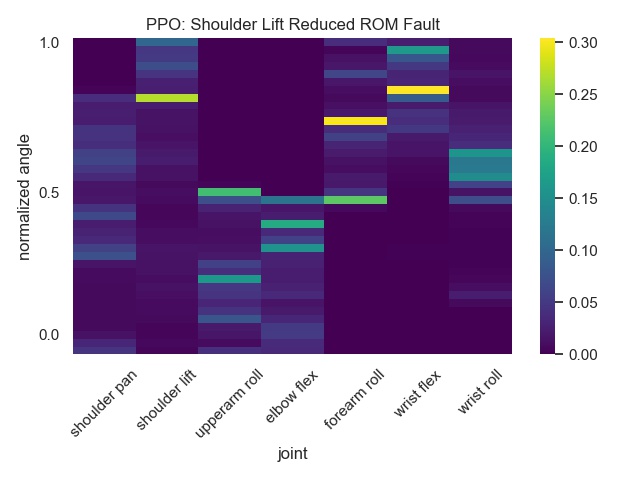 PPO: Shoulder Lift Reduced ROM Fault
normalized angle
1.0
0.5
0.0
shoulder pan
shoulder lift
upperarm roll
elbow flex
forearm roll
wrist flex
wrist roll
joint
0.30
0.25
0.20
0.15
0.10
0.05
0.00